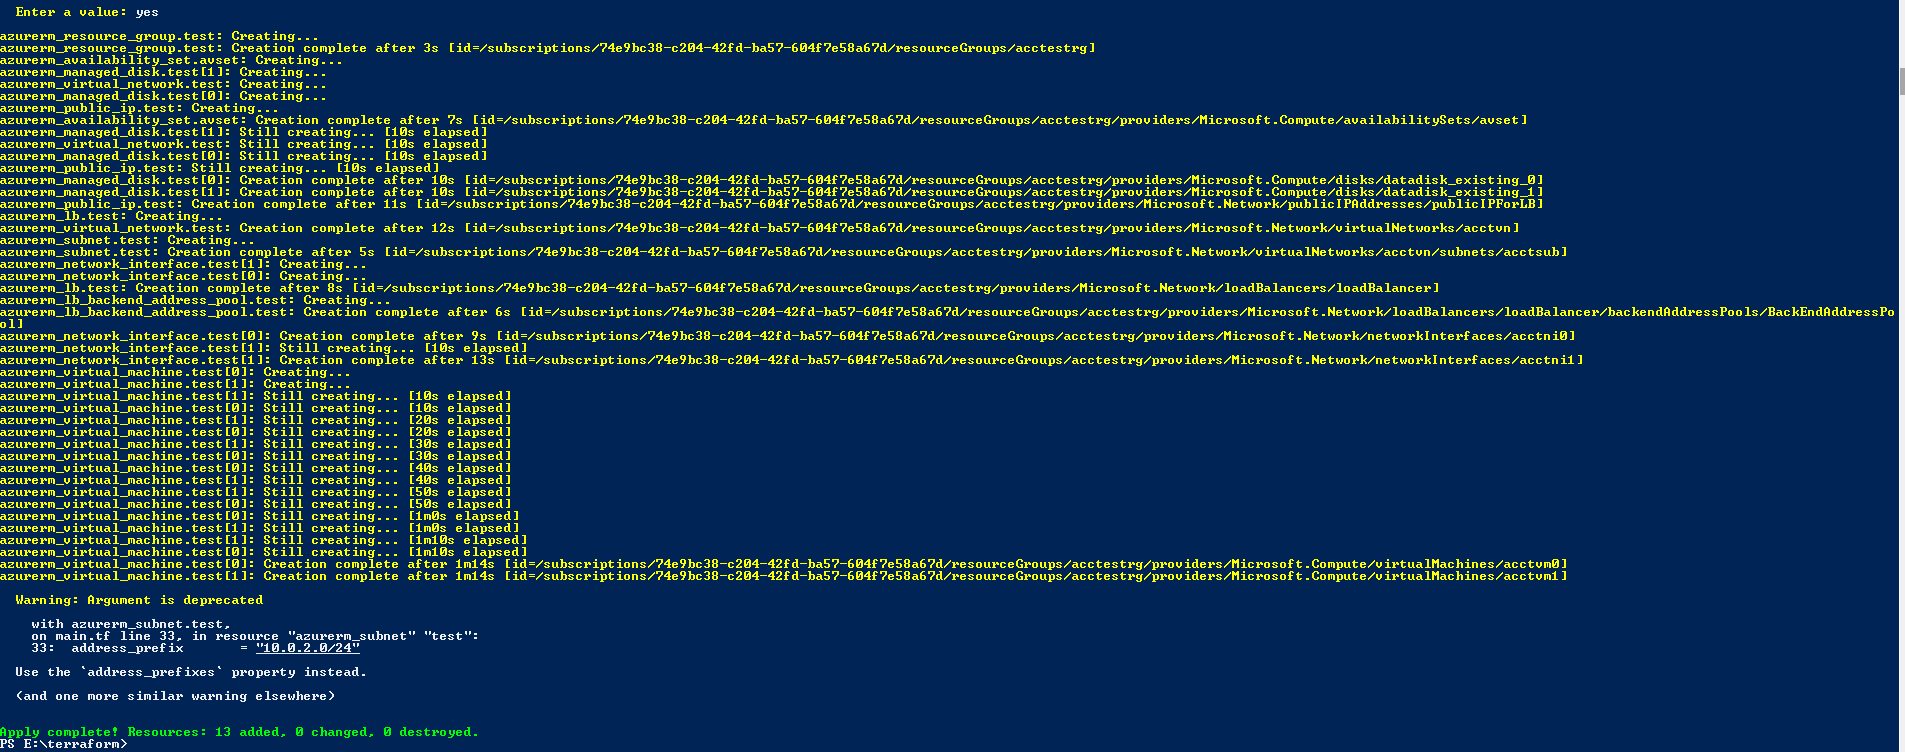 Enter a value: yes
azurerm_resource_group.test: Creating...
azurerm_resource_group.test: Creation complete after 3s [id=/subscriptions/74e9bc38-c204-42fd-ba57-604f7e58a67d/resourceGroups/acctestrg]
azurerm_availability_set.avset: Creating...
azurerm_managed_disk.test[1]: Creating...
azurerm_virtual_network.test: Creating...
azurerm_managed_disk.test[0]: Creating...
azurerm_public_ip.test: Creating...
azurerm_availability_set.avset: Creation complete after 7s [id=/subscriptions/74e9bc38-c204-42fd-ba57-604f7e58a67d/resourceGroups/acctestrg/providers/Microsoft.Compute/availabilitySets/avset]
azurerm_managed_disk.test[1]: Still creating... [10s elapsed]
azurerm_virtual_network.test: Still creating... [10s elapsed]
azurerm_managed_disk.test[0]: Still creating... [10s elapsed]
azurerm_public_ip.test: Still creating... [10s elapsed]
azurerm_managed_disk.test[0]: Creation complete after 10s [id=/subscriptions/74e9bc38-c204-42fd-ba57-604f7e58a67d/resourceGroups/acctestrg/providers/Microsoft.Compute/disks/datadisk_existing_0]
azurerm_managed_disk.test[1]: Creation complete after 10s [id=/subscriptions/74e9bc38-c204-42fd-ba57-604f7e58a67d/resourceGroups/acctestrg/providers/Microsoft.Compute/disks/datadisk_existing_1]
azurerm_public_ip.test: Creation complete after 11s [id=/subscriptions/74e9bc38-c204-42fd-ba57-604f7e58a67d/resourceGroups/acctestrg/providers/Microsoft.Network/publicIPAddresses/publicIPForLB]
azurerm_lb.test: Creating...
azurerm_virtual_network.test: Creation complete after 12s [id=/subscriptions/74e9bc38-c204-42fd-ba57-604f7e58a67d/resourceGroups/acctestrg/providers/Microsoft.Network/virtualNetworks/acctvn]
azurerm_subnet.test: Creating...
azurerm_subnet.test: Creation complete after 5s [id=/subscriptions/74e9bc38-c204-42fd-ba57-604f7e58a67d/resourceGroups/acctestrg/providers/Microsoft.Network/virtualNetworks/acctvn/subnets/acctsub]
azurerm_network_interface.test[1]: Creating...
azurerm_network_interface.test[0]: Creating...
azurerm_lb.test: Creation complete after 8s [id=/subscriptions/74e9bc38-c204-42fd-ba57-604f7e58a67d/resourceGroups/acctestrg/providers/Microsoft.Network/loadBalancers/loadBalancer]
azurerm_lb_backend_address_pool.test: Creating...
azurerm_lb_backend_address_pool.test: Creation complete after 6s [id=/subscriptions/74e9bc38-c204-42fd-ba57-604f7e58a67d/resourceGroups/acctestrg/providers/Microsoft.Network/loadBalancers/loadBalancer/backendAddressPools/BackEndAddressPo
ol]
azurerm_network_interface.test[0]: Creation complete after 9s [id=/subscriptions/74e9bc38-c204-42fd-ba57-604f7e58a67d/resourceGroups/acctestrg/providers/Microsoft.Network/networkInterfaces/acctni0]
azurerm_network_interface.test[1]: Still creating... [10s elapsed]
azurerm_network_interface.test[1]: Creation complete after 13s [id=/subscriptions/74e9bc38-c204-42fd-ba57-604f7e58a67d/resourceGroups/acctestrg/providers/Microsoft.Network/networkInterfaces/acctni1]
azurerm_virtual_machine.test[0]: Creating...
azurerm_virtual_machine.test[1]: Creating...
azurerm_virtual_machine.test[1]: Still creating... [10s elapsed]
azurerm_virtual_machine.test[0]: Still creating... [10s elapsed]
azurerm_virtual_machine.test[1]: Still creating... [20s elapsed]
azurerm_virtual_machine.test[0]: Still creating... [20s elapsed]
azurerm_virtual_machine.test[1]: Still creating... [30s elapsed]
azurerm_virtual_machine.test[0]: Still creating... [30s elapsed]
azurerm_virtual_machine.test[0]: Still creating... [40s elapsed]
azurerm_virtual_machine.test[1]: Still creating... [40s elapsed]
azurerm_virtual_machine.test[1]: Still creating... [50s elapsed]
azurerm_virtual_machine.test[0]: Still creating... [50s elapsed]
azurerm_virtual_machine.test[0]: Still creating... [1m0s elapsed]
azurerm_virtual_machine.test[1]: Still creating... [1m0s elapsed]
azurerm_virtual_machine.test[1]: Still creating... [1m10s elapsed]
azurerm_virtual_machine.test[0]: Still creating... [1m10s elapsed]
azurerm_virtual_machine.test[0]: Creation complete after 1m14s [id=/subscriptions/74e9bc38-c204-42fd-ba57-604f7e58a67d/resourceGroups/acctestrg/providers/Microsoft.Compute/virtualMachines/acctvm0]
azurerm_virtual_machine.test[1]: Creation complete after 1m14s [id=/subscriptions/74e9bc38-c204-42fd-ba57-604f7e58a67d/resourceGroups/acctestrg/providers/Microsoft.Compute/virtualMachines/acctvm1]
Warning: Argument is deprecated
with azurerm_subnet.test,
on main.tf line 33, in resource "azurerm_subnet" "test":
33:  address_prefix       = "10.0.2.0/24"
Use the `address_prefixes` property instead.
(and one more similar warning elsewhere)
Apply complete! Resources: 13 added, 0 changed, 0 destroyed.
PS E:\terraform>